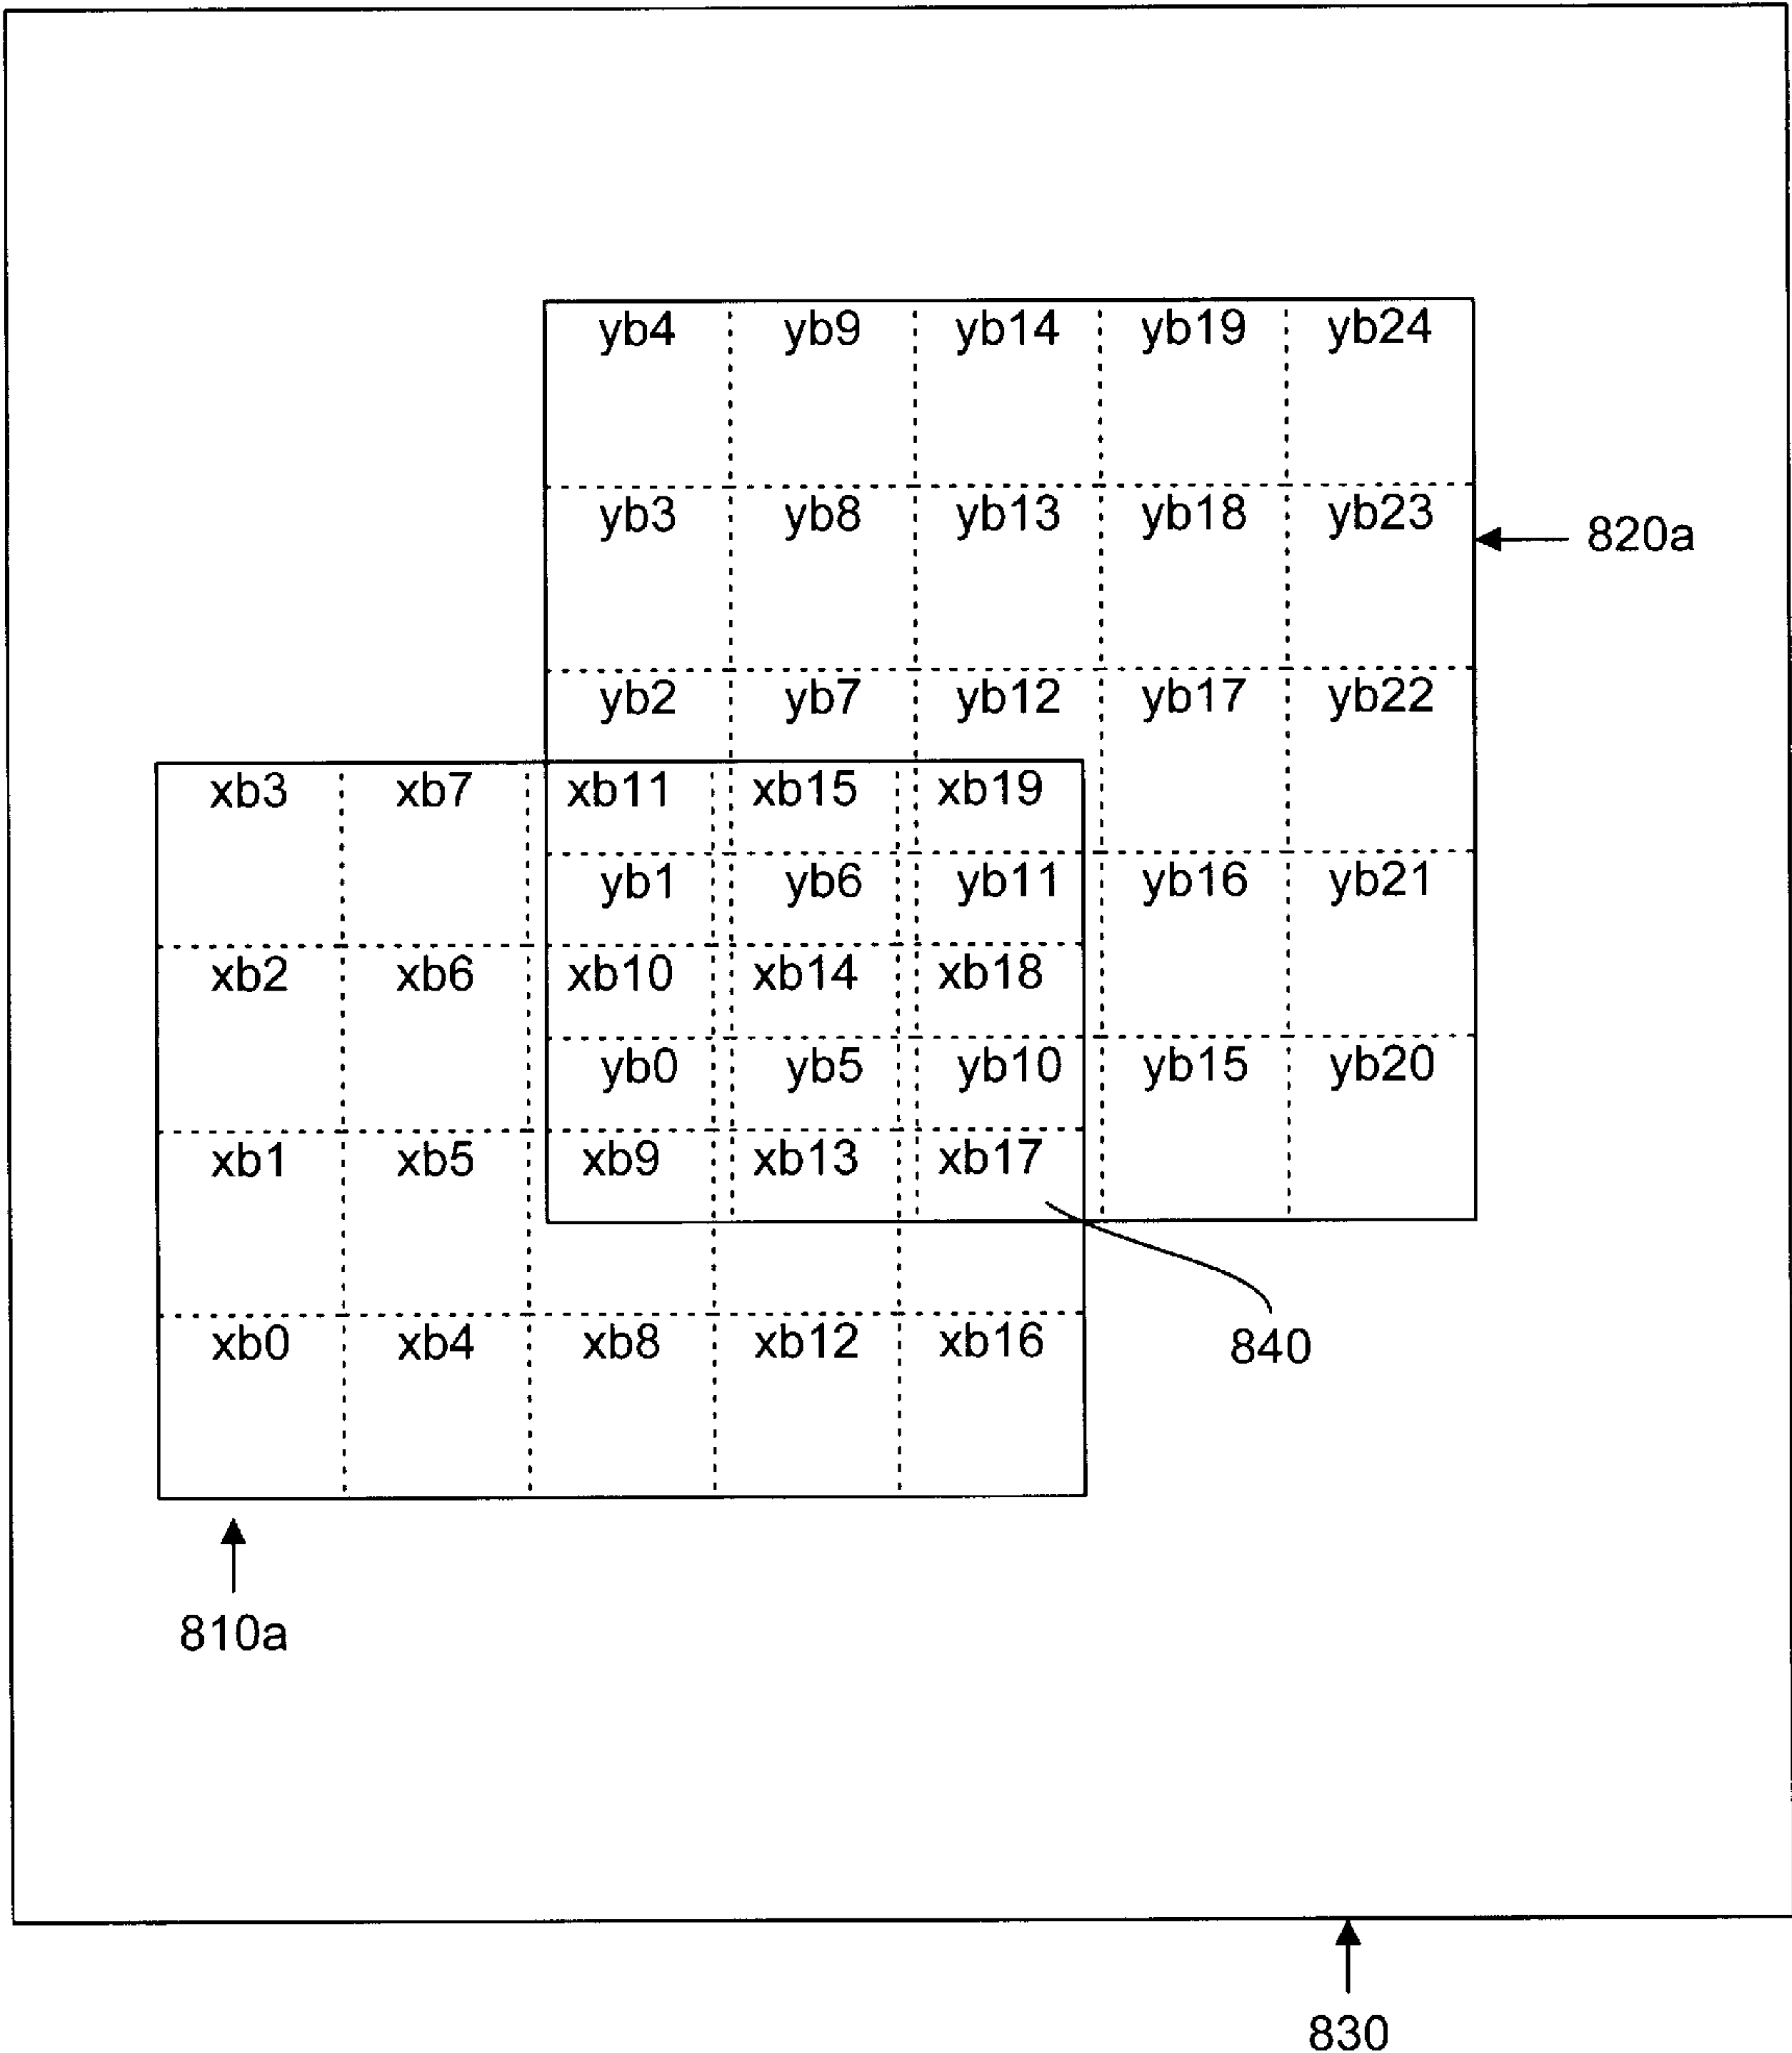 yb4 yb9 yb14 yb19 yb24
yb3 yb8 yb13 yb18 yb23
820a
yb2 yb7 yb12 yb17 yb22
xb3 xb7 xb11 xb15 xb19
yb1 yb6 yb11 yb16 yb21
xb2 xb6 xb10 xb14 xb18
yb0 yb5 yb10 yb15 yb20
xb1 xb5 xb9 xb13 xb17
xb0 xb4 xb8 xb12 xb16
840
810a
830